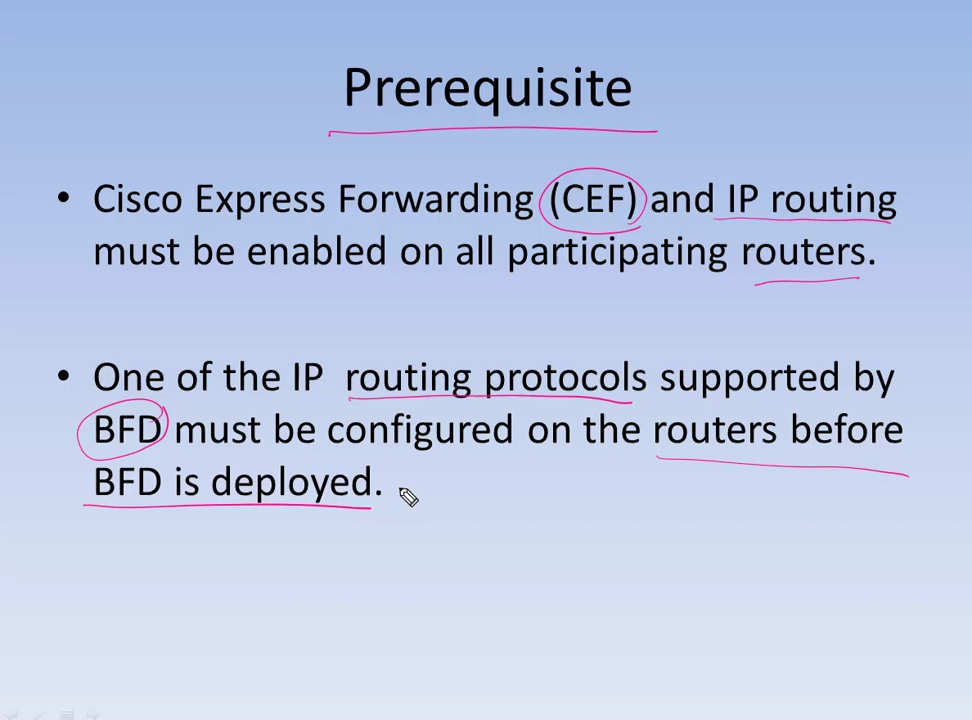 Prerequisite
• Cisco Express Forwarding (CEF) and IP routing
must be enabled on all participating routers.
• One of the IP routing protocols supported by
BFD must be configured on the routers before
BFD is deployed.